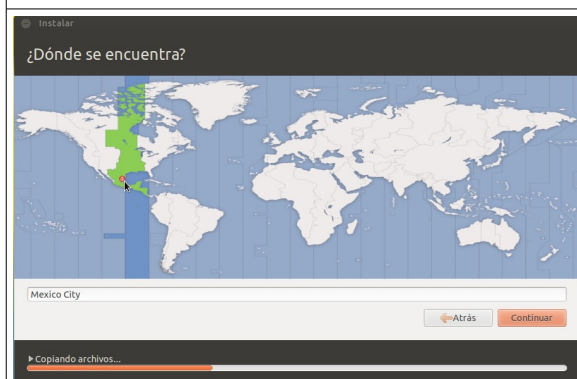 Instalar
¿Dónde se encuentra?
Mexico City
Atrás
Continuar
Copiando archivos...